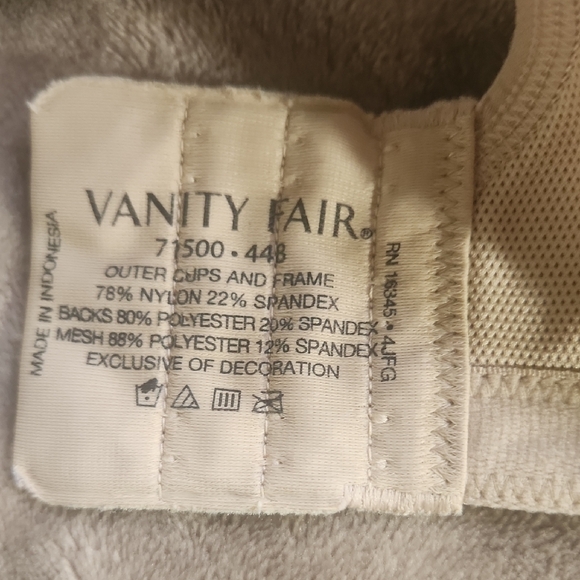 VANITY FAIR®
71500 • 44B
OUTER CUPS AND FRAME
78% NYLON 22% SPANDEX
BACKS 80% POLYESTER 20% SPANDEX
MESH 88% POLYESTER 12% SPANDEX
EXCLUSIVE OF DECORATION
MADE IN INDONESIA
RN 16345 • 4JFG